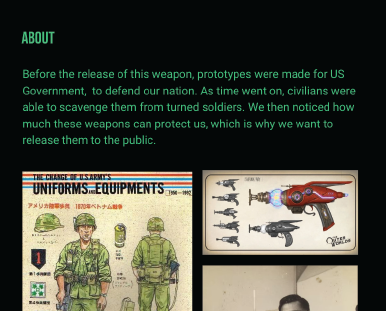 ABOUT
Before the release of this weapon, prototypes were made for US
Government, to defend our nation. As time went on, civilians were
able to scavenge them from turned soldiers. We then noticed how
much these weapons can protect us, which is why we want to
release them to the public.
THE CHANGE OF U.S. ARMY'S
UNIFORMS AND EQUIPMENTS
アメリカ陸軍歩兵 1970年ベトナム戦争
THE OUTER
WORLDS